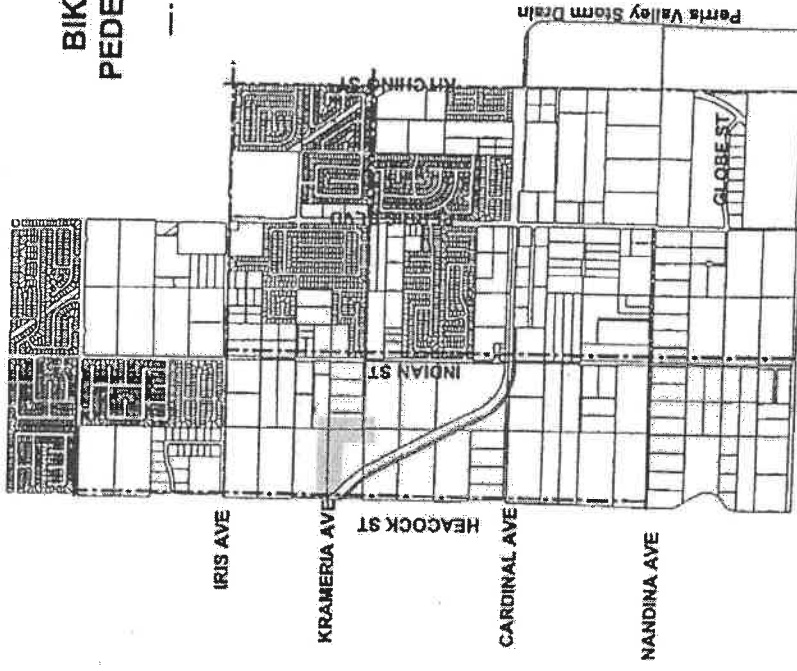 BIK
PEDE
Perris Valley Storm Drain
KITCHING ST
GLOBE ST
BLVD
INDIAN ST
IRIS AVE
KRAMERIA AVE
HEACOCK ST
CARDINAL AVE
NANDINA AVE